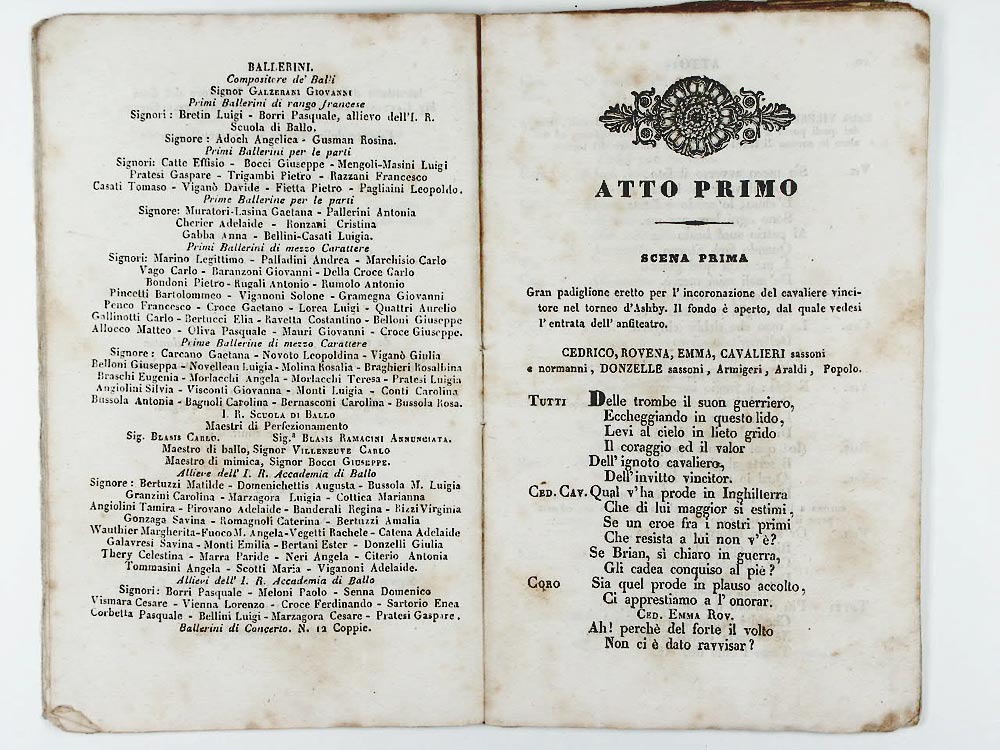 BALLERINI.
Compositore de' Balli
Signor GALZERANI GIOVANNI
Primi Ballerini di rango francese
Signori: Bretin Luigi - Borri Pasquale, allievo dell'I. R.
Scuola di Ballo.
Signore: Adoch Angelica - Gusman Rosina.
Primi Ballerini per le parti
Signori: Catte Effisio - Bocci Giuseppe - Mengoli-Masini Luigi
Pratesi Gaspare - Trigambi Pietro - Razzani Francesco
Casati Tomaso - Viganò Davide - Fietta Pietro - Pagliaini Leopoldo.
Prime Ballerine per le parti
Signore: Muratori-Lasina Gaetana - Pallerini Antonia
Cherier Adelaide - Ronzani Cristina
Gabba Anna - Bellini-Casati Luigia.
Primi Ballerini di mezzo Carattere
Signori: Marino Legittimo - Palladini Andrea - Marchisio Carlo
Vago Carlo - Baranzoni Giovanni - Della Croce Carlo
Bondoni Pietro - Rugali Antonio - Rumolo Antonio
Pincetti Bartolommeo - Viganoni Solone - Gramegna Giovanni
Penco Francesco - Croce Gaetano - Lorea Luigi - Quattri Aurelio
Gallinotti Carlo - Bertucci Elia - Ravetta Costantino - Belloni Giuseppe
Allocco Matteo - Oliva Pasquale - Mauri Giovanni - Croce Giuseppe.
Prime Ballerine di mezzo Carattere
Signore: Carcano Gaetana - Novoto Leopoldina - Viganò Giulia
Belloni Giuseppa - Novelleau Luigia - Molina Rosalia - Braghieri Rosalbina
Braschi Eugenia - Morlacchi Angela - Morlacchi Teresa - Pratesi Luigia
Angiolini Silvia - Visconti Giovanna - Monti Luigia - Conti Carolina
Bussola Antonia - Bagnoli Carolina - Bernasconi Carolina - Bussola Rosa.
I. R. SCUOLA DI BALLO
Maestri di Perfezionamento
Sig. BLASIS CARLO. Sig.ª BLASIS RAMACINI ANNUNCIATA.
Maestro di ballo, Signor VILLENEUVE CARLO
Maestro di mimica, Signor BOCCI GIUSEPPE.
Allieve dell'I. R. Accademia di Ballo
Signore: Bertuzzi Matilde - Domenichettis Augusta - Bussola M. Luigia
Granzini Carolina - Marzagora Luigia - Cottica Marianna
Angiolini Tamira - Pirovano Adelaide - Banderali Regina - Rizzi Virginia
Gonzaga Savina - Romagnoli Caterina - Bertuzzi Amalia
Wauthier Margherita-Fuoco M. Angela-Vegetti Rachele - Catena Adelaide
Galavresi Savina - Monti Emilia - Bertani Ester - Donzelli Giulia
Thery Celestina - Marra Paride - Neri Angela - Citerio Antonia
Tommasini Angela - Scotti Maria - Viganoni Adelaide.
Allievi dell' I. R. Accademia di Ballo
Signori: Borri Pasquale - Meloni Paolo - Senna Domenico
Vismara Cesare - Vienna Lorenzo - Croce Ferdinando - Sartorio Enea
Corbetta Pasquale - Bellini Luigi - Marzagora Cesare - Pratesi Gaspare.
Ballerini di Concerto. N. 12 Coppie.
ATTO PRIMO
SCENA PRIMA
Gran padiglione eretto per l' incoronazione del cavaliere vinci-
tore nel torneo d'Ashby. Il fondo è aperto, dal quale vedesi
l' entrata dell' anfiteatro.
CEDRICO, ROVENA, EMMA, CAVALIERI sassoni
e normanni, DONZELLE sassoni, Armigeri, Araldi, Popolo.
TUTTI Delle trombe il suon guerriero,
Eccheggiando in questo lido,
Levi al cielo in lieto grido
Il coraggio ed il valor
Dell'ignoto cavaliero,
Dell'invitto vincitor.
CED. CAV. Qual v'ha prode in Inghilterra
Che di lui maggior si estimi,
Se un eroe fra i nostri primi
Che resista a lui non v'è?
Se Brian, sì chiaro in guerra,
Gli cadea conquiso al piè?
CORO Sia quel prode in plauso accolto,
Ci apprestiamo a l' onorar.
CED. EMMA ROV.
Ah! perchè del forte il volto
Non ci è dato ravvisar?